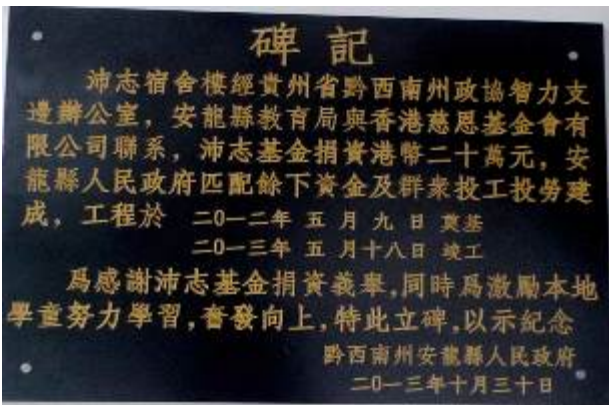 碑記
沛志宿舍樓經貴州省黔西南州政協智力支
邊辦公室，安龍縣教育局與香港慈恩基金會有
限公司聯系，沛志基金捐資港幣二十萬元，安
龍縣人民政府匹配餘下資金及群衆投工投勞建
成，工程於 二0一二年 五 月 九 日 奠基
二0一三年 五 月十八日 竣工
爲感謝沛志基金捐資義舉，同時爲激勵本地
學童努力學習，奮發向上，特此立碑，以示紀念
黔西南州安龍縣人民政府
二0一三年十月三十日